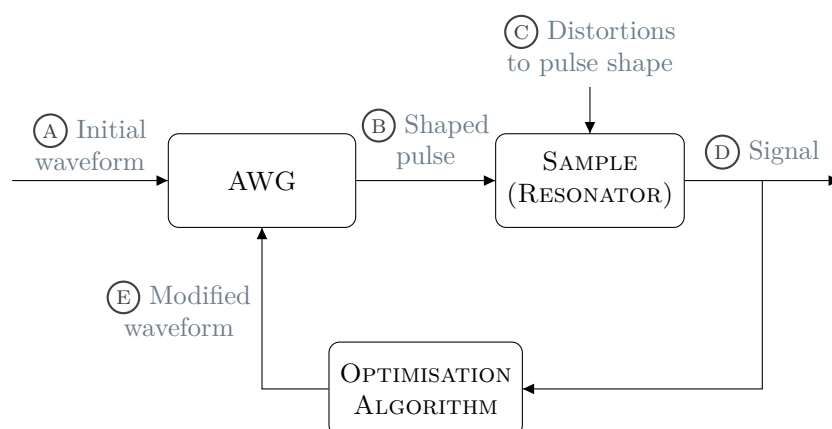 C Distortions
to pulse shape
A Initial
waveform
B Shaped
pulse
D Signal
AWG
SAMPLE
(RESONATOR)
E Modified
waveform
OPTIMISATION
ALGORITHM